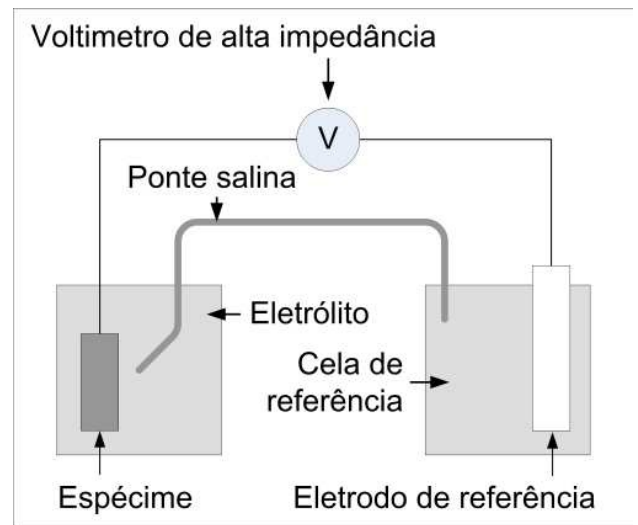 Voltimetro de alta impedância
V
Ponte salina
Eletrólito
Cela de
referência
Espécime
Eletrodo de referência